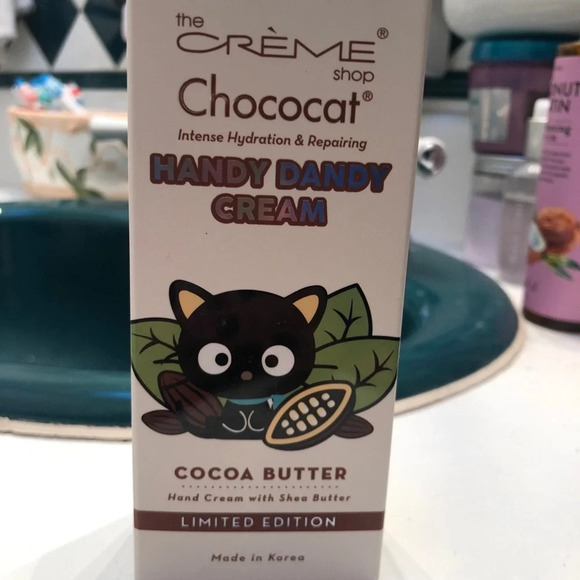 the
CRÈME®
shop
Chococat®
Intense Hydration & Repairing
HANDY DANDY
CREAM
COCOA BUTTER
Hand Cream with Shea Butter
LIMITED EDITION
Made in Korea